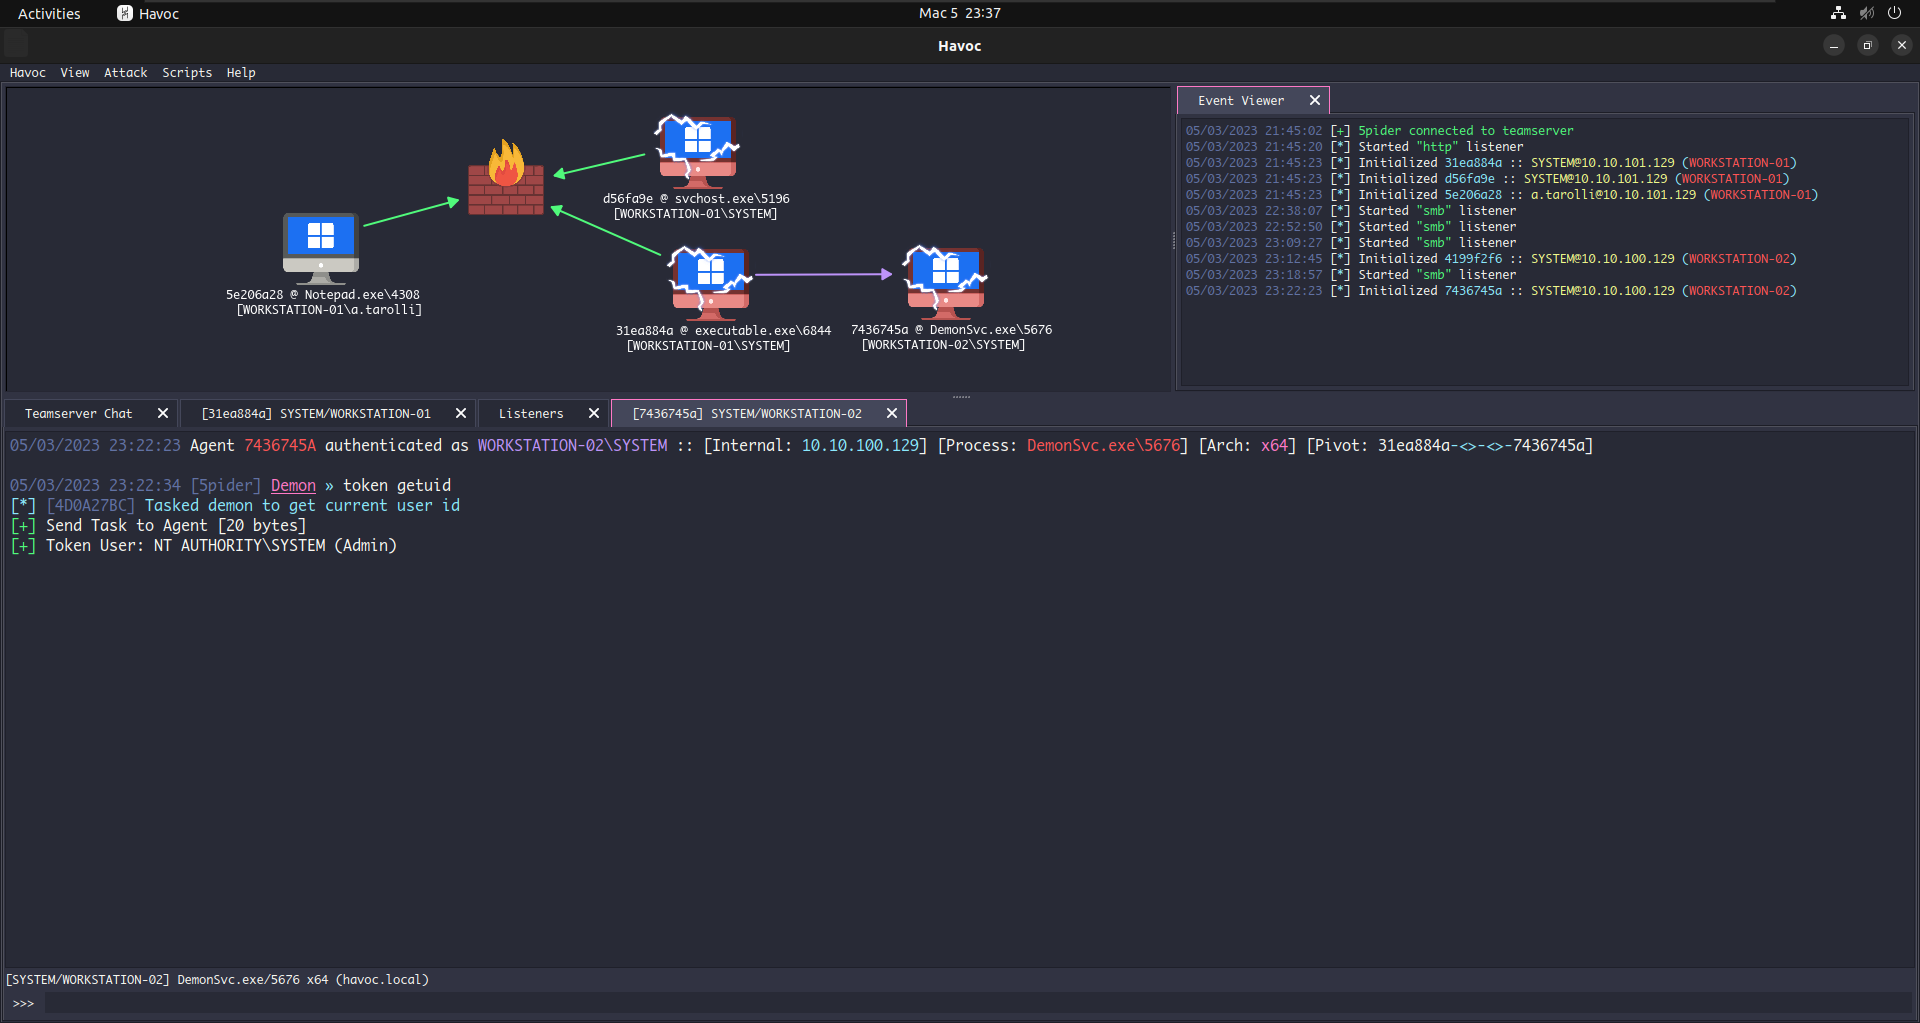 Activities Havoc Mac 5 23:37
Havoc
Havoc View Attack Scripts Help
5e206a28 @ Notepad.exe\4308
[WORKSTATION-01\a.tarolli]
d56fa9e @ svchost.exe\5196
[WORKSTATION-01\SYSTEM]
31ea884a @ executable.exe\6844
[WORKSTATION-01\SYSTEM]
7436745a @ DemonSvc.exe\5676
[WORKSTATION-02\SYSTEM]
Event Viewer
05/03/2023 21:45:02 [+] 5pider connected to teamserver
05/03/2023 21:45:20 [*] Started "http" listener
05/03/2023 21:45:23 [*] Initialized 31ea884a :: SYSTEM@10.10.101.129 (WORKSTATION-01)
05/03/2023 21:45:23 [*] Initialized d56fa9e :: SYSTEM@10.10.101.129 (WORKSTATION-01)
05/03/2023 21:45:23 [*] Initialized 5e206a28 :: a.tarolli@10.10.101.129 (WORKSTATION-01)
05/03/2023 22:38:07 [*] Started "smb" listener
05/03/2023 22:52:50 [*] Started "smb" listener
05/03/2023 23:09:27 [*] Started "smb" listener
05/03/2023 23:12:45 [*] Initialized 4199f2f6 :: SYSTEM@10.10.100.129 (WORKSTATION-02)
05/03/2023 23:18:57 [*] Started "smb" listener
05/03/2023 23:22:23 [*] Initialized 7436745a :: SYSTEM@10.10.100.129 (WORKSTATION-02)
Teamserver Chat [31ea884a] SYSTEM/WORKSTATION-01 Listeners [7436745a] SYSTEM/WORKSTATION-02
05/03/2023 23:22:23 Agent 7436745A authenticated as WORKSTATION-02\SYSTEM :: [Internal: 10.10.100.129] [Process: DemonSvc.exe\5676] [Arch: x64] [Pivot: 31ea884a-<>-<>-7436745a]
05/03/2023 23:22:34 [5pider] Demon » token getuid
[*] [4D0A27BC] Tasked demon to get current user id
[+] Send Task to Agent [20 bytes]
[+] Token User: NT AUTHORITY\SYSTEM (Admin)
[SYSTEM/WORKSTATION-02] DemonSvc.exe/5676 x64 (havoc.local)
>>>